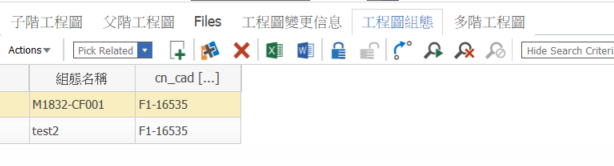 子階工程圖 父階工程圖 Files 工程圖變更信息 工程圖組態 多階工程圖
Actions Pick Related Hide Search Criteri
組態名稱 cn_cad [...]
M1832-CF001 F1-16535
test2 F1-16535